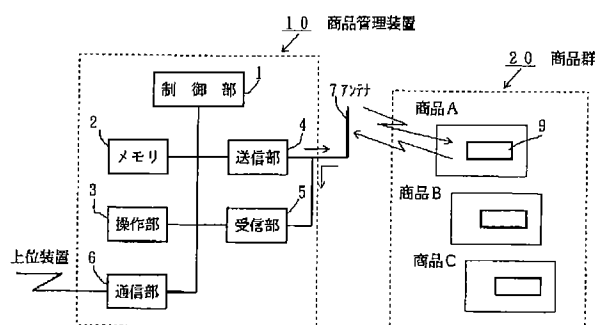 10 商品管理装置
20 商品群
1
制御部
7 アンテナ
商品A
2
4
9
メモリ
送信部
3
5
商品B
操作部
受信部
上位装置
6
商品C
通信部